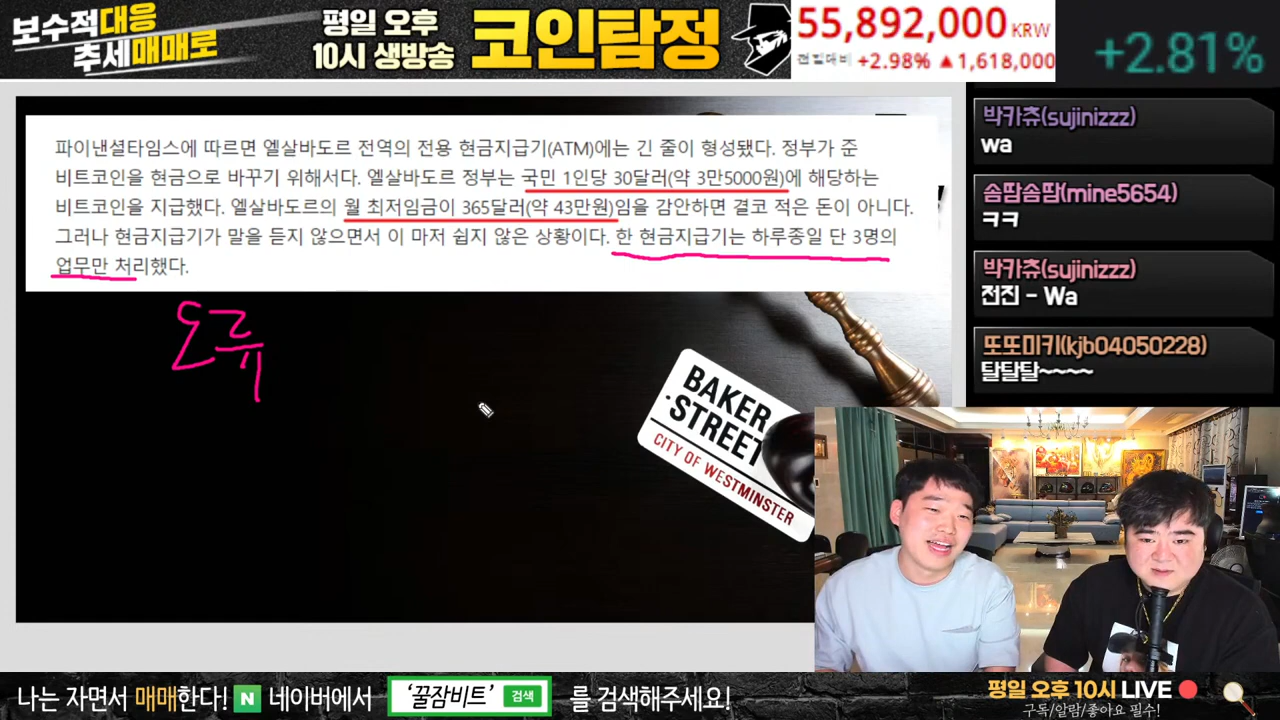 보수적대응
추세매매로
평일 오후
10시 생방송
코인탐정
55,892,000 KRW
전일대비 +2.98% ▲1,618,000
+2.81%
파이낸셜타임스에 따르면 엘살바도르 전역의 전용 현금지급기(ATM)에는 긴 줄이 형성됐다. 정부가 준
비트코인을 현금으로 바꾸기 위해서다. 엘살바도르 정부는 국민 1인당 30달러(약 3만5000원)에 해당하는
비트코인을 지급했다. 엘살바도르의 월 최저임금이 365달러(약 43만원)임을 감안하면 결코 적은 돈이 아니다.
그러나 현금지급기가 말을 듣지 않으면서 이 마저 쉽지 않은 상황이다. 한 현금지급기는 하루종일 단 3명의
업무만 처리했다.
도류
BAKER
STREET
CITY OF WESTMINSTER
박카츄(sujinizzz)
wa
솜땀솜땀(mine5654)
ㅋㅋ
박카츄(sujinizzz)
전진 - Wa
또또미키(kjb04050228)
탈탈탈~~~~
나는 자면서 매매한다! N 네이버에서 '꿀잠비트' 검색 를 검색해주세요!
평일 오후 10시 LIVE
구독/알람/좋아요 필수!